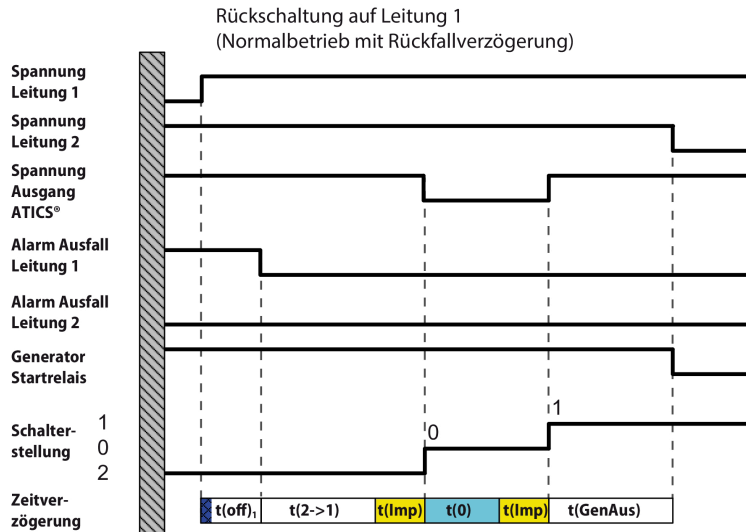 Rückschaltung auf Leitung 1
(Normalbetrieb mit Rückfallverzögerung)
Spannung
Leitung 1
Spannung
Leitung 2
Spannung
Ausgang
ATICS®
Alarm Ausfall
Leitung 1
Alarm Ausfall
Leitung 2
Generator
Startrelais
Schalter-
stellung
1
0
2
0
1
Zeitver-
zögerung
t(off)₁ t(2->1) t(Imp) t(0) t(Imp) t(GenAus)